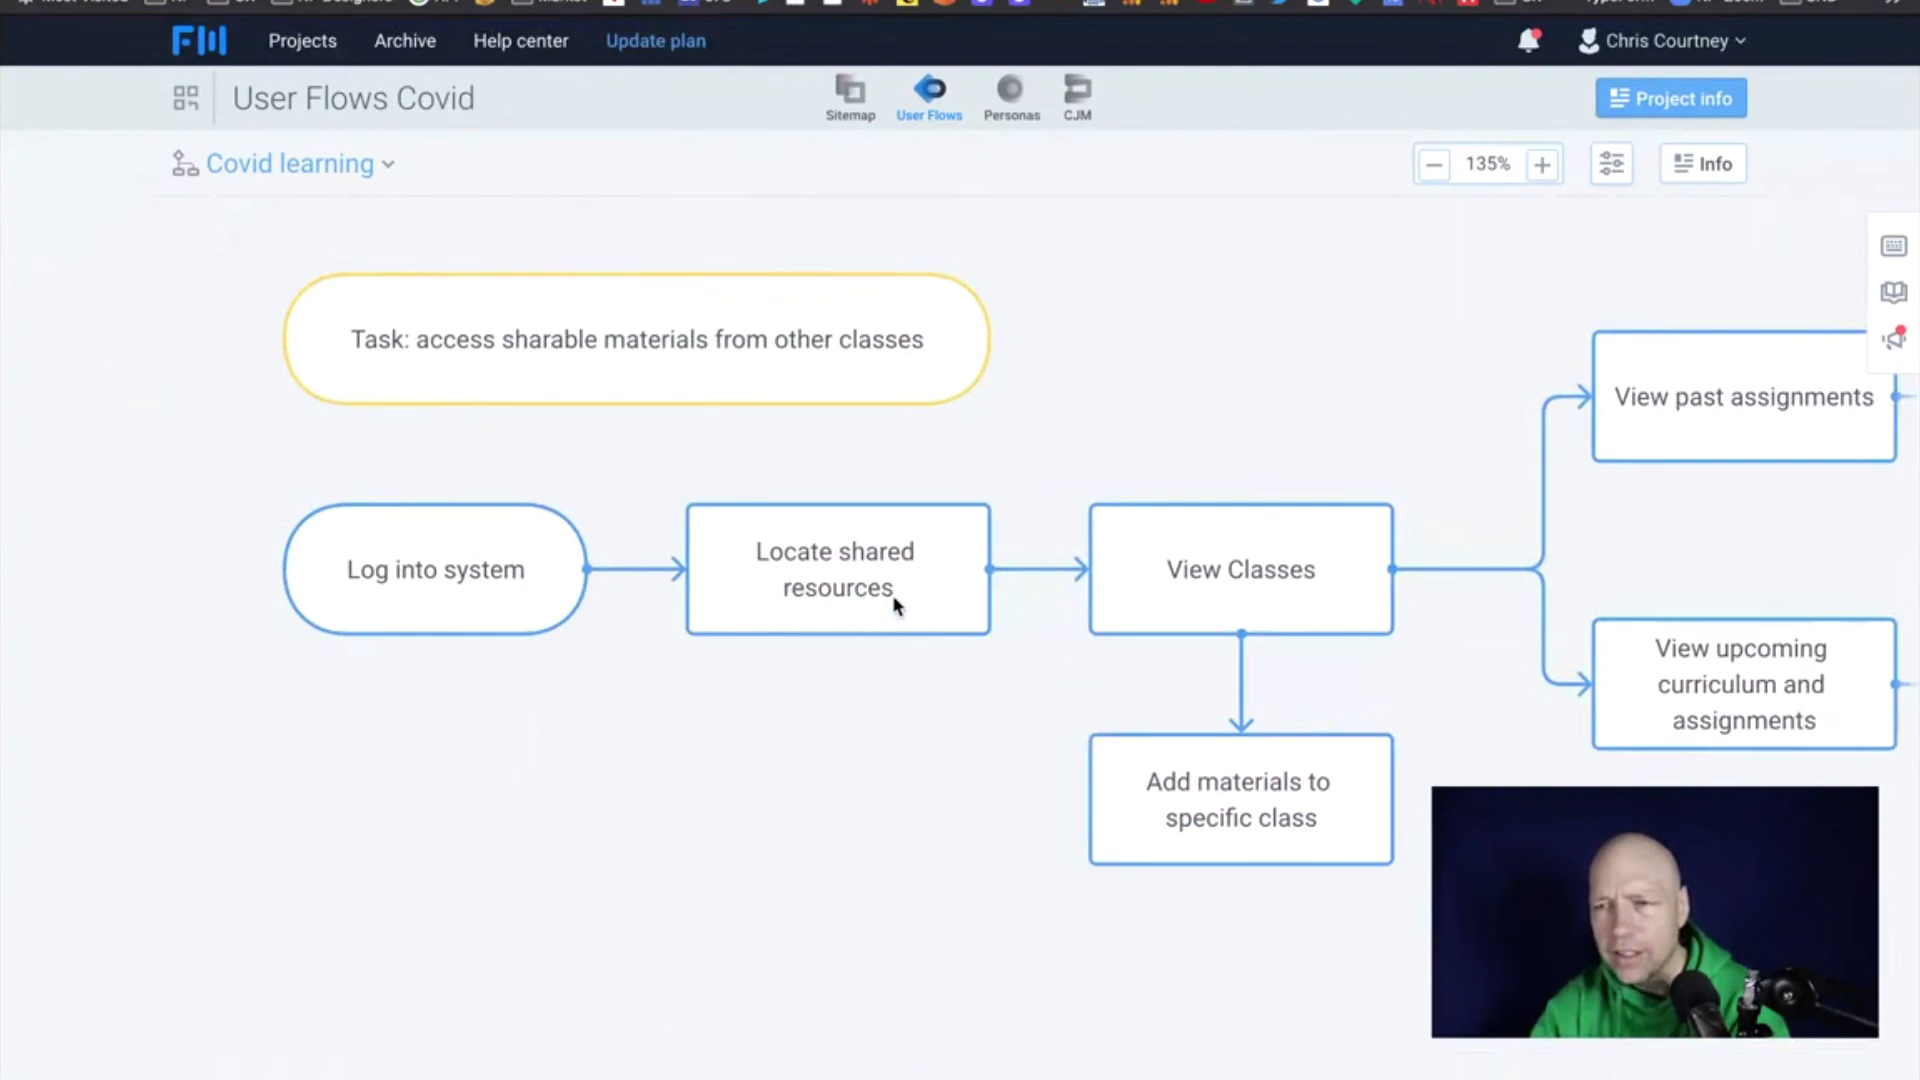 Projects
Archive
Help center
Update plan
Chris Courtney
User Flows Covid
Sitemap
User Flows
Personas
CJM
Project info
Covid learning
135%
Info
Task: access sharable materials from other classes
View past assignments
Log into system
Locate shared
resources
View Classes
View upcoming
curriculum and
assignments
Add materials to
specific class